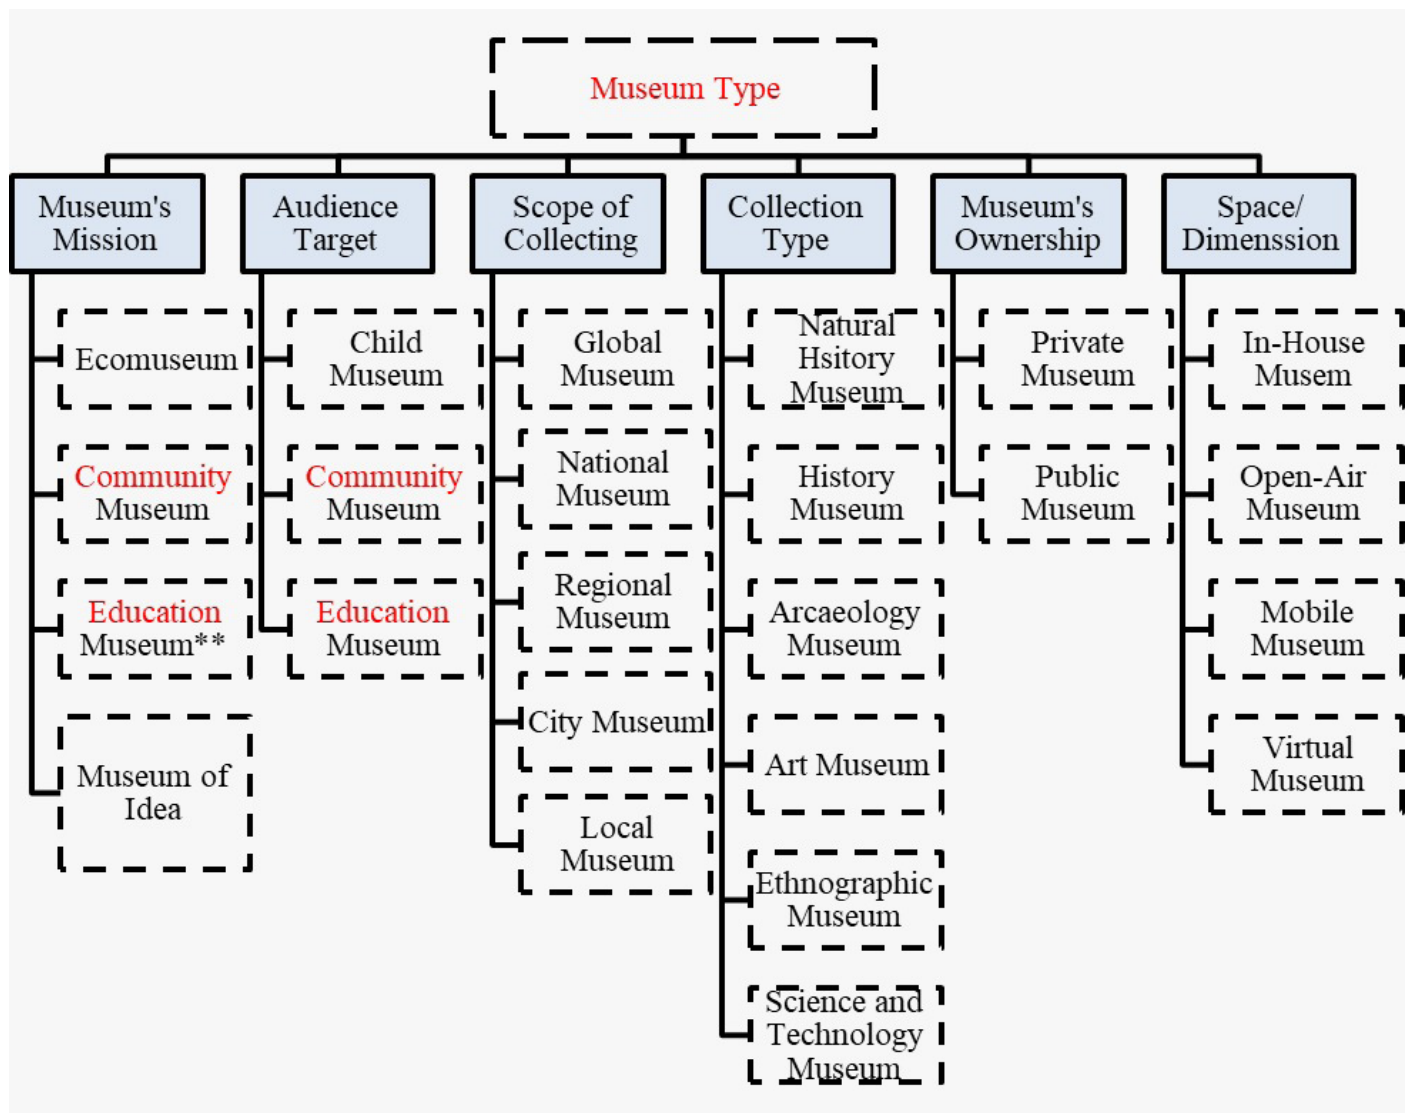 Museum Type
Museum's
Mission
Ecomuseum
Community
Museum
Education
Museum**
Museum of
Idea
Audience
Target
Child
Museum
Community
Museum
Education
Museum
Scope of
Collecting
Global
Museum
National
Museum
Regional
Museum
City Museum
Local
Museum
Collection
Type
Natural
Hsitory
Museum
History
Museum
Arcaeology
Museum
Art Museum
Ethnographic
Museum
Science and
Technology
Museum
Museum's
Ownership
Private
Museum
Public
Museum
Space/
Dimenssion
In-House
Musem
Open-Air
Museum
Mobile
Museum
Virtual
Museum